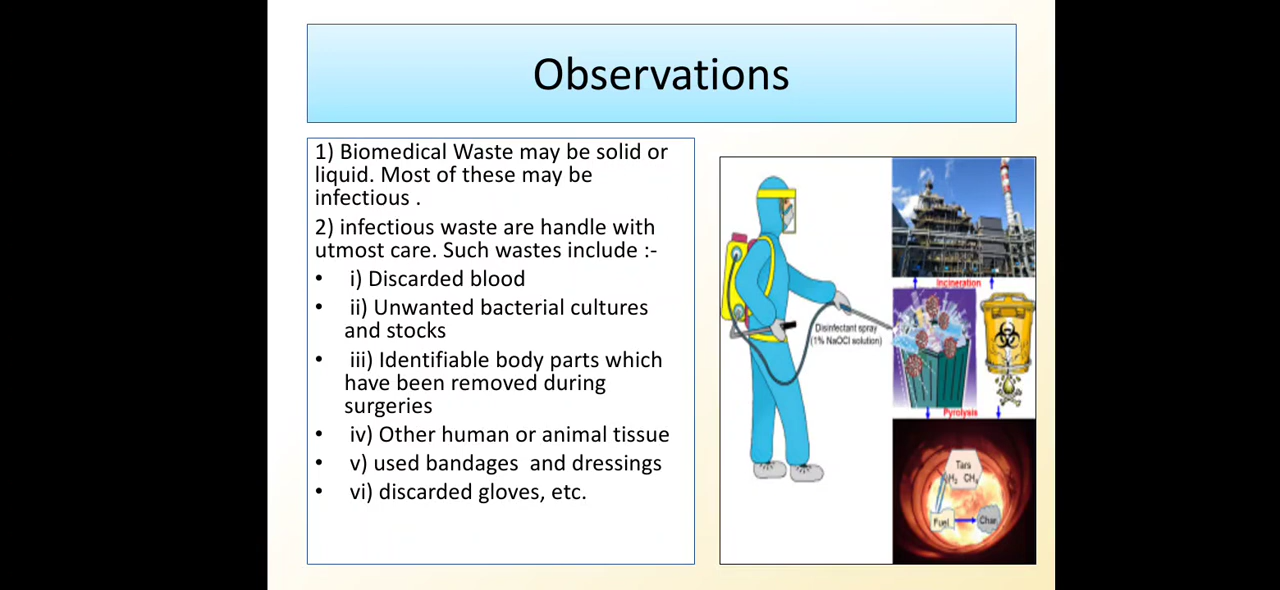 Observations
1) Biomedical Waste may be solid or
liquid. Most of these may be
infectious .
2) infectious waste are handle with
utmost care. Such wastes include :-
• i) Discarded blood
• ii) Unwanted bacterial cultures
and stocks
• iii) Identifiable body parts which
have been removed during
surgeries
• iv) Other human or animal tissue
• v) used bandages  and dressings
• vi) discarded gloves, etc.
Disinfectant spray
(1% NaOCl solution)
Incineration
Pyrolysis
Tars
H₂ CH₄
Fuel
Char